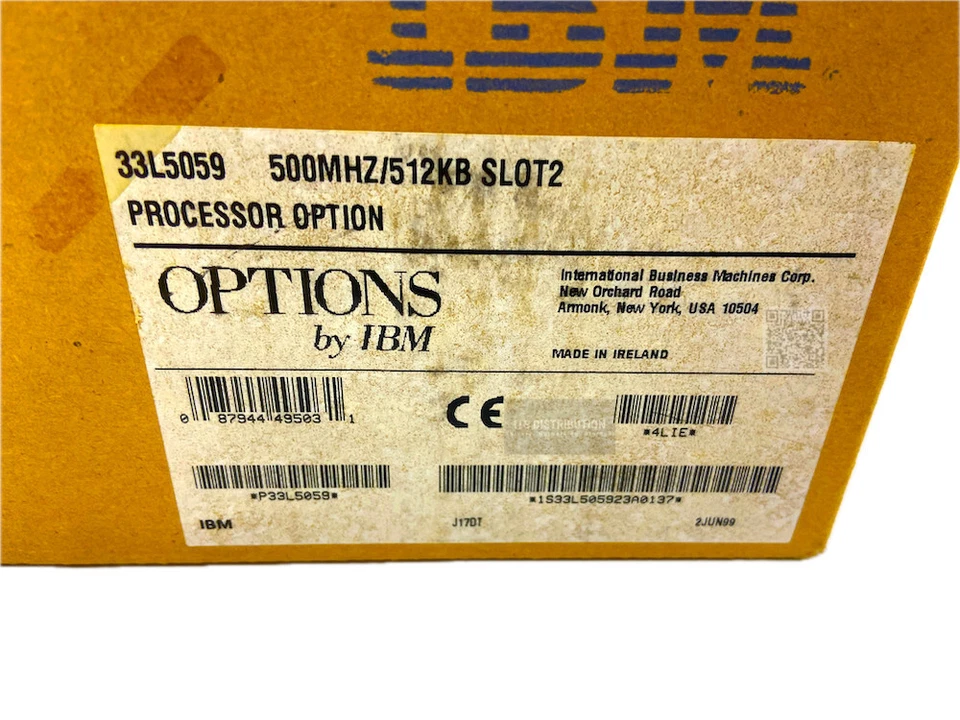 IBM
33L5059 500MHZ/512KB SLOT2
PROCESSOR OPTION
OPTIONS
by IBM
International Business Machines Corp.
New Orchard Road
Armonk, New York, USA 10504
MADE IN IRELAND
0 87944 49503 1
CE
*4LIE*
*P33L5059*
*1S33L505923A0137*
IBM
J17DT
2JUN99